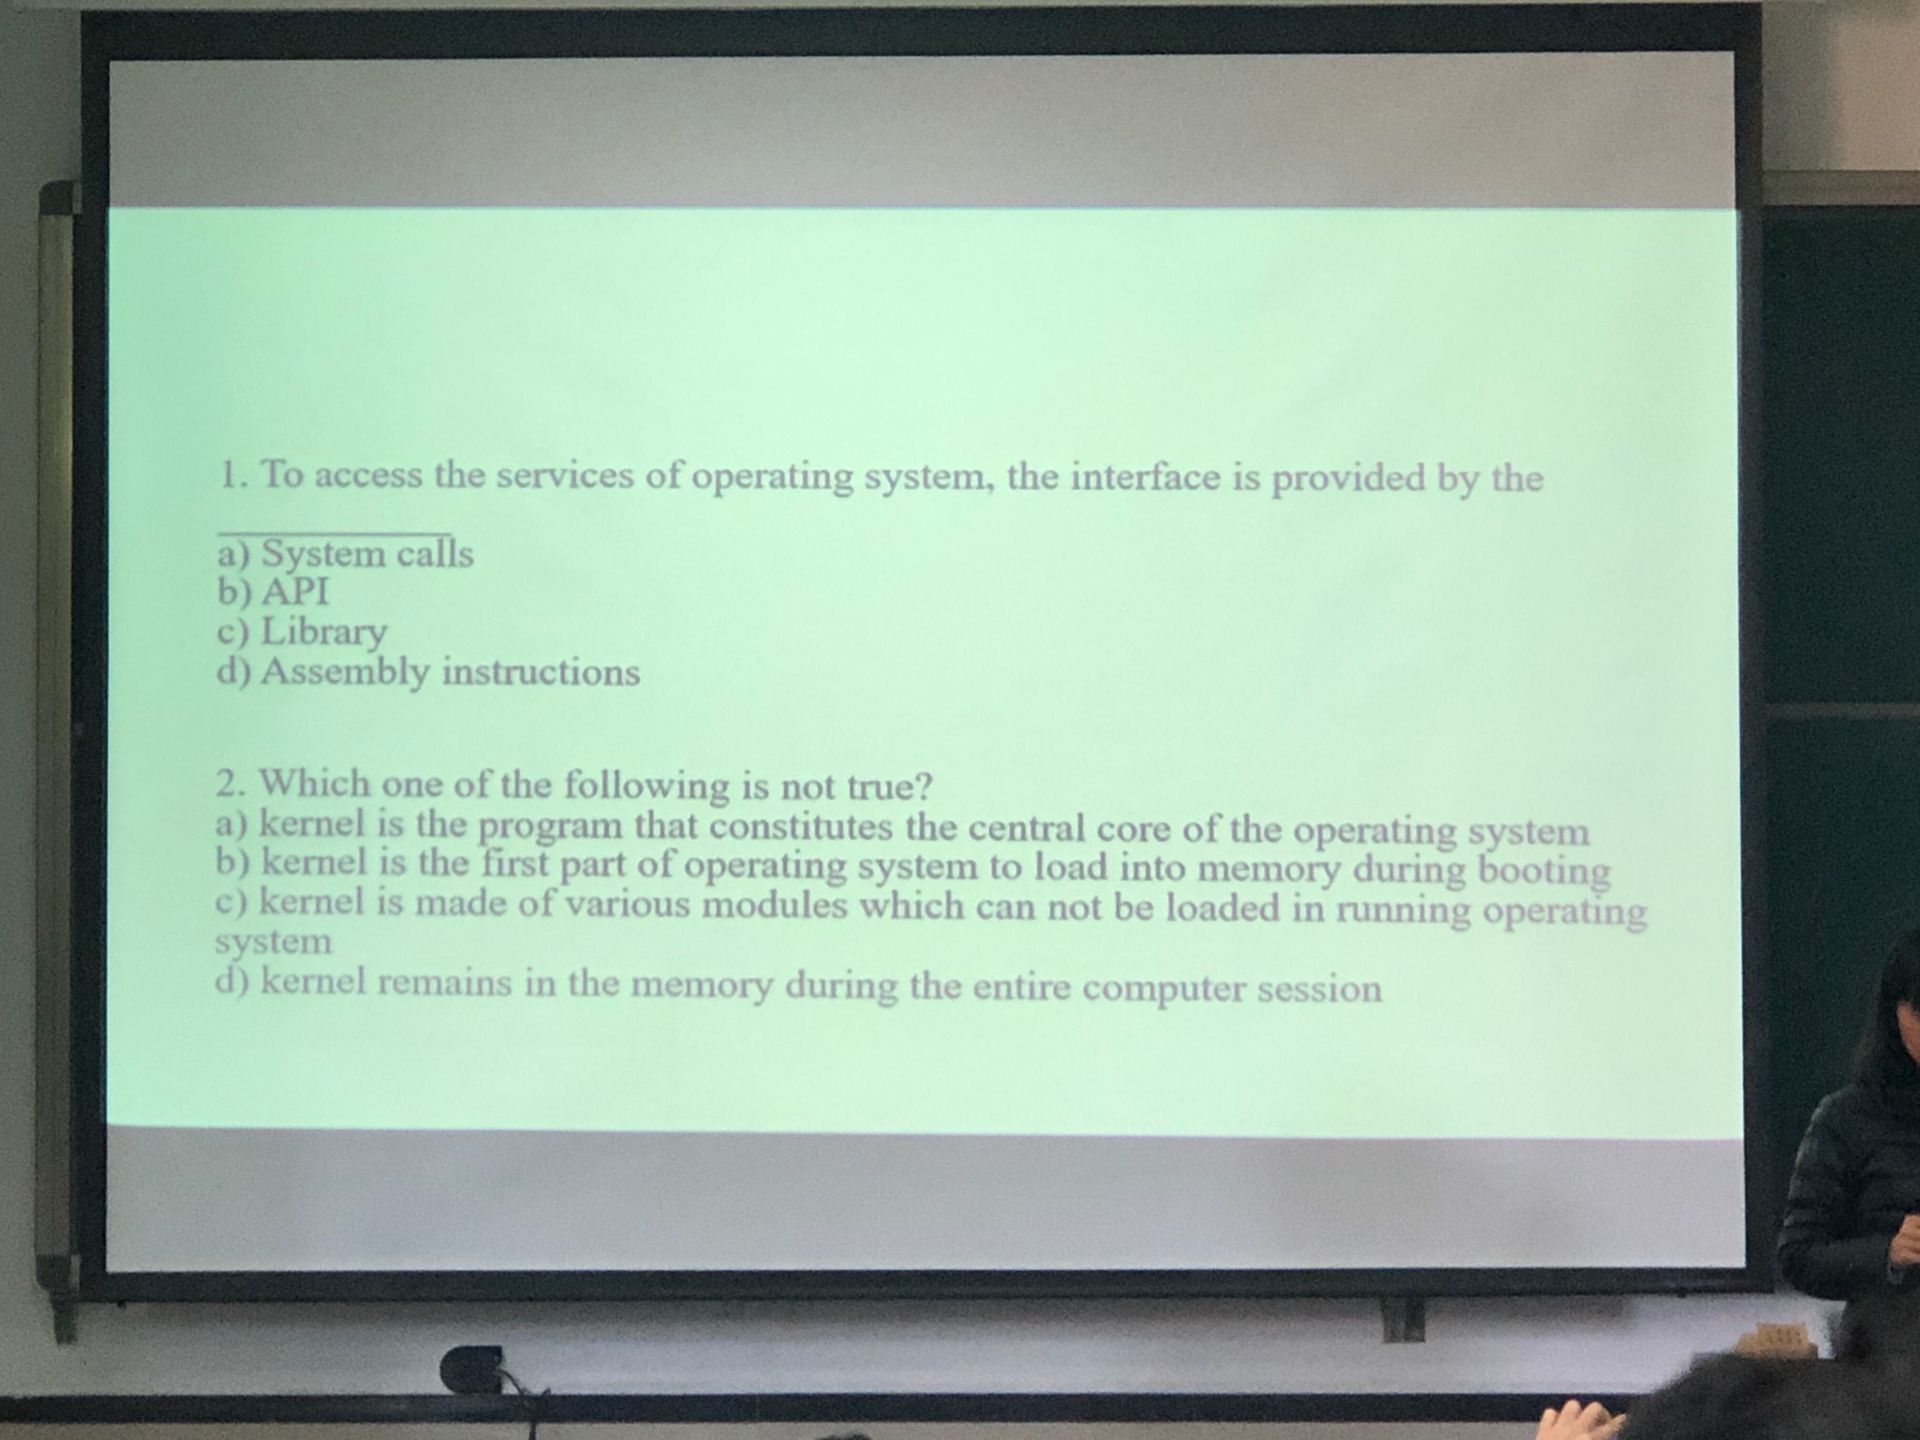 1. To access the services of operating system, the interface is provided by the
___________
a) System calls
b) API
c) Library
d) Assembly instructions
2. Which one of the following is not true?
a) kernel is the program that constitutes the central core of the operating system
b) kernel is the first part of operating system to load into memory during booting
c) kernel is made of various modules which can not be loaded in running operating
system
d) kernel remains in the memory during the entire computer session